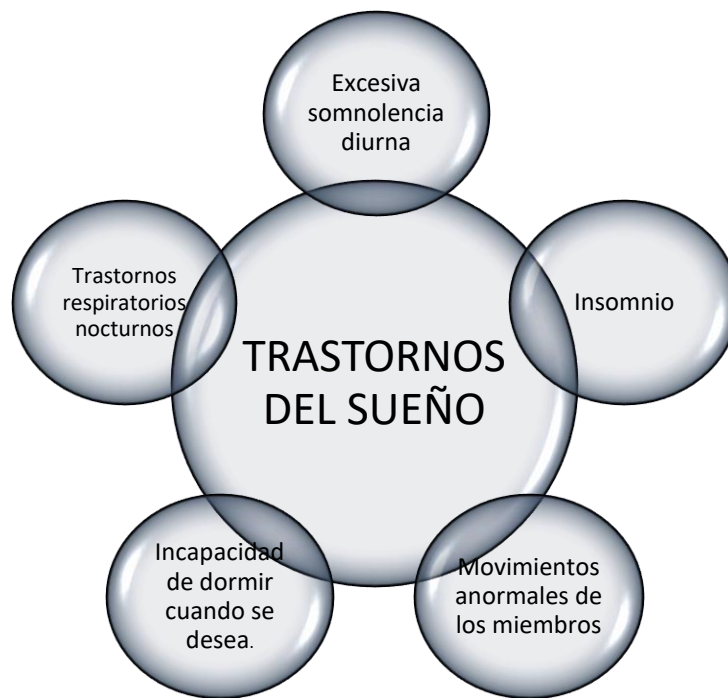 Excesiva
somnolencia
diurna
Trastornos
respiratorios
nocturnos
Insomnio
TRASTORNOS
DEL SUEÑO
Incapacidad
de dormir
cuando se
desea.
Movimientos
anormales de
los miembros